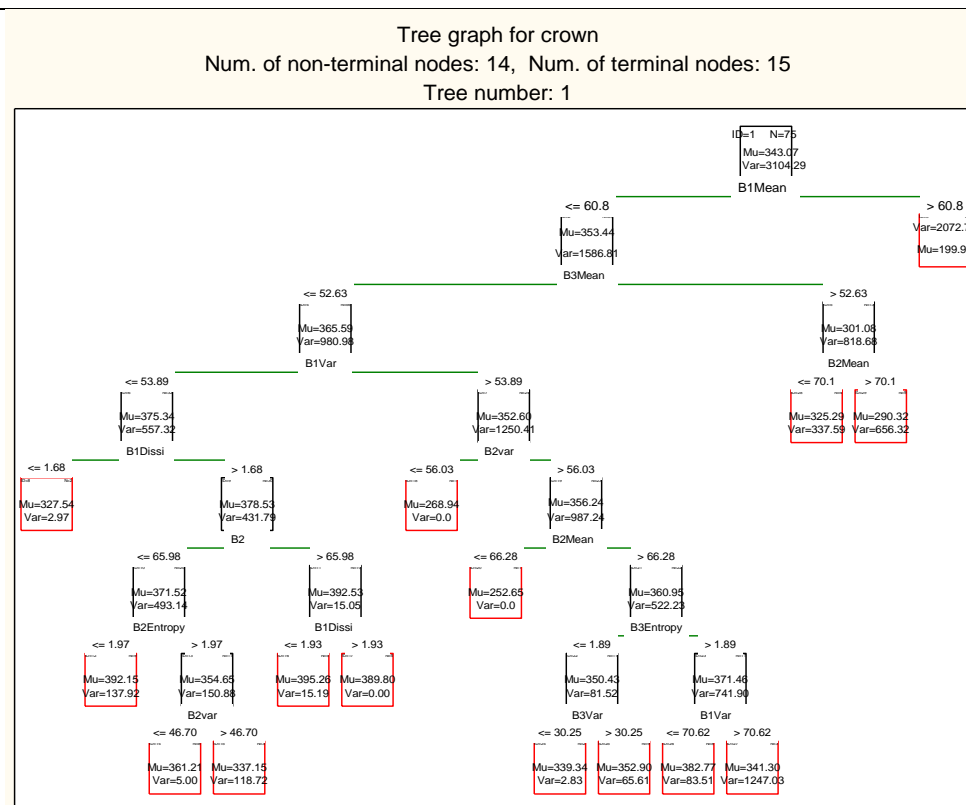 Tree graph for crown
Num. of non-terminal nodes: 14, Num. of terminal nodes: 15
Tree number: 1
ID=1 N=75
Mu=343.07
Var=3104.29
B1Mean
<= 60.8
> 60.8
Mu=353.44
Var=1586.81
B3Mean
Var=2072.7
Mu=199.9
<= 52.63
> 52.63
Mu=365.59
Var=980.98
B1Var
Mu=301.08
Var=818.68
B2Mean
<= 53.89
> 53.89
<= 70.1
> 70.1
Mu=375.34
Var=557.32
B1Dissi
Mu=352.60
Var=1250.41
B2var
Mu=325.29
Var=337.59
Mu=290.32
Var=656.32
<= 1.68
> 1.68
<= 56.03
> 56.03
Mu=327.54
Var=2.97
Mu=378.53
Var=431.79
B2
Mu=268.94
Var=0.0
Mu=356.24
Var=987.24
B2Mean
<= 65.98
> 65.98
<= 66.28
> 66.28
Mu=371.52
Var=493.14
B2Entropy
Mu=392.53
Var=15.05
B1Dissi
Mu=252.65
Var=0.0
Mu=360.95
Var=522.23
B3Entropy
<= 1.97
> 1.97
<= 1.93
> 1.93
<= 1.89
> 1.89
Mu=392.15
Var=137.92
Mu=354.65
Var=150.88
B2var
Mu=395.26
Var=15.19
Mu=389.80
Var=0.00
Mu=350.43
Var=81.52
B3Var
Mu=371.46
Var=741.90
B1Var
<= 46.70
> 46.70
<= 30.25
> 30.25
<= 70.62
> 70.62
Mu=361.21
Var=5.00
Mu=337.15
Var=118.72
Mu=339.34
Var=2.83
Mu=352.90
Var=65.61
Mu=382.77
Var=83.51
Mu=341.30
Var=1247.03